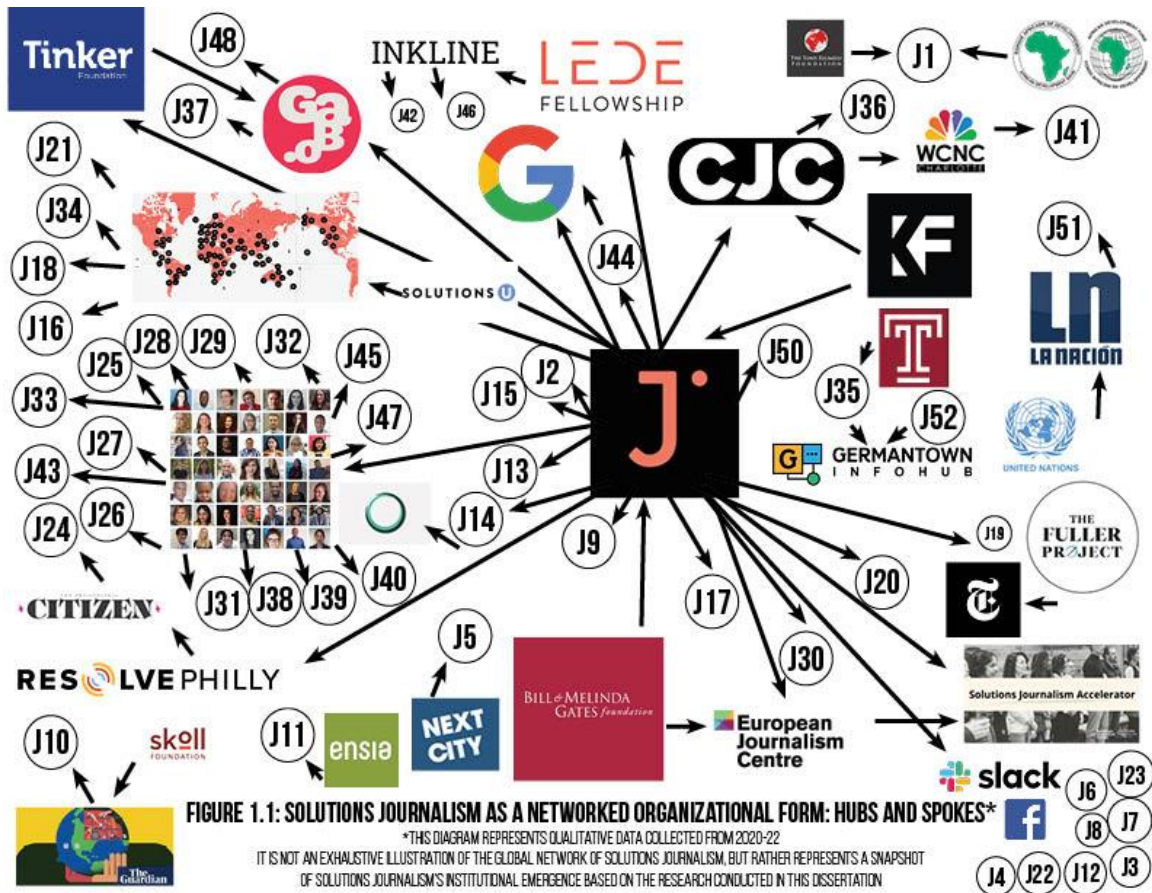 Tinker
Foundation
J48
INKLINE
LEDE
FELLOWSHIP
J1
J37
Ga
.dB
J42
J46
J36
CJC
WCNC
CHARLOTTE
J41
J21
G
KF
J34
J44
J51
J18
SOLUTIONS U
LN
LA NACIÓN
J16
J28
J29
J32
J45
J25
J2
J50
T
J33
J15
J
J35
J52
J47
J27
G
GERMANTOWN
INFOHUB
UNITED NATIONS
J43
J13
J24
J26
J14
J9
J19
THE
FULLER
PROJECT
J40
J20
J31
J38
J39
J17
T
CITIZEN
RESOLVE PHILLY
J5
J30
Solutions Journalism Accelerator
BILL & MELINDA
GATES foundation
NEXT
CITY
J11
ensia
European
Journalism
Centre
J10
skoll
FOUNDATION
slack
J6
J23
FIGURE 1.1: SOLUTIONS JOURNALISM AS A NETWORKED ORGANIZATIONAL FORM: HUBS AND SPOKES*
f
J8
J7
*THIS DIAGRAM REPRESENTS QUALITATIVE DATA COLLECTED FROM 2020-22
IT IS NOT AN EXHAUSTIVE ILLUSTRATION OF THE GLOBAL NETWORK OF SOLUTIONS JOURNALISM, BUT RATHER REPRESENTS A SNAPSHOT
OF SOLUTIONS JOURNALISM'S INSTITUTIONAL EMERGENCE BASED ON THE RESEARCH CONDUCTED IN THIS DISSERTATION
The
Guardian
J4
J22
J12
J3